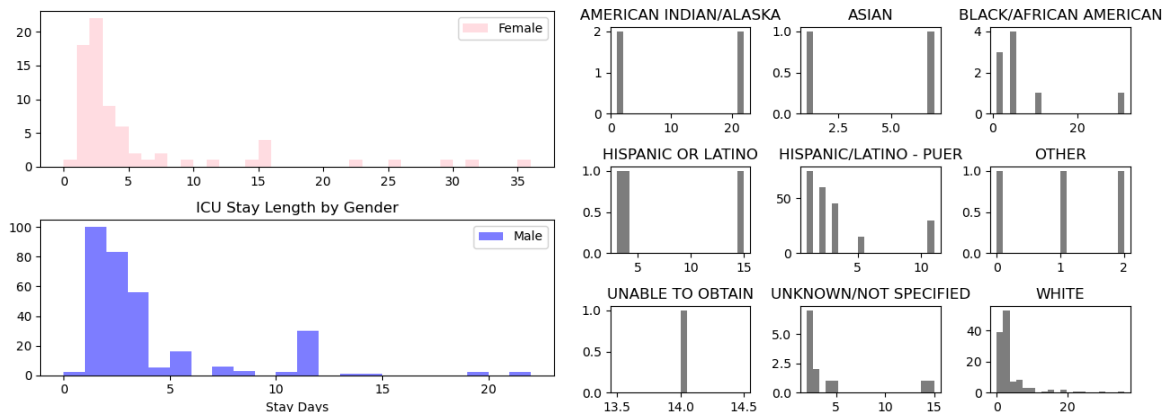 20
15
10
5
0
Female
0 5 10 15 20 25 30 35
ICU Stay Length by Gender
100
80
60
40
20
0
Male
0 5 10 15 20
Stay Days
AMERICAN INDIAN/ALASKA
2
1
0
0 10 20
ASIAN
1.0
0.5
0.0
2.5 5.0
BLACK/AFRICAN AMERICAN
4
2
0
0 20
HISPANIC OR LATINO
1.0
0.5
0.0
5 10 15
HISPANIC/LATINO - PUER
50
0
5 10
OTHER
1.0
0.5
0.0
0 1 2
UNABLE TO OBTAIN
1.0
0.5
0.0
13.5 14.0 14.5
UNKNOWN/NOT SPECIFIED
5.0
2.5
0.0
5 10 15
WHITE
40
20
0
0 20